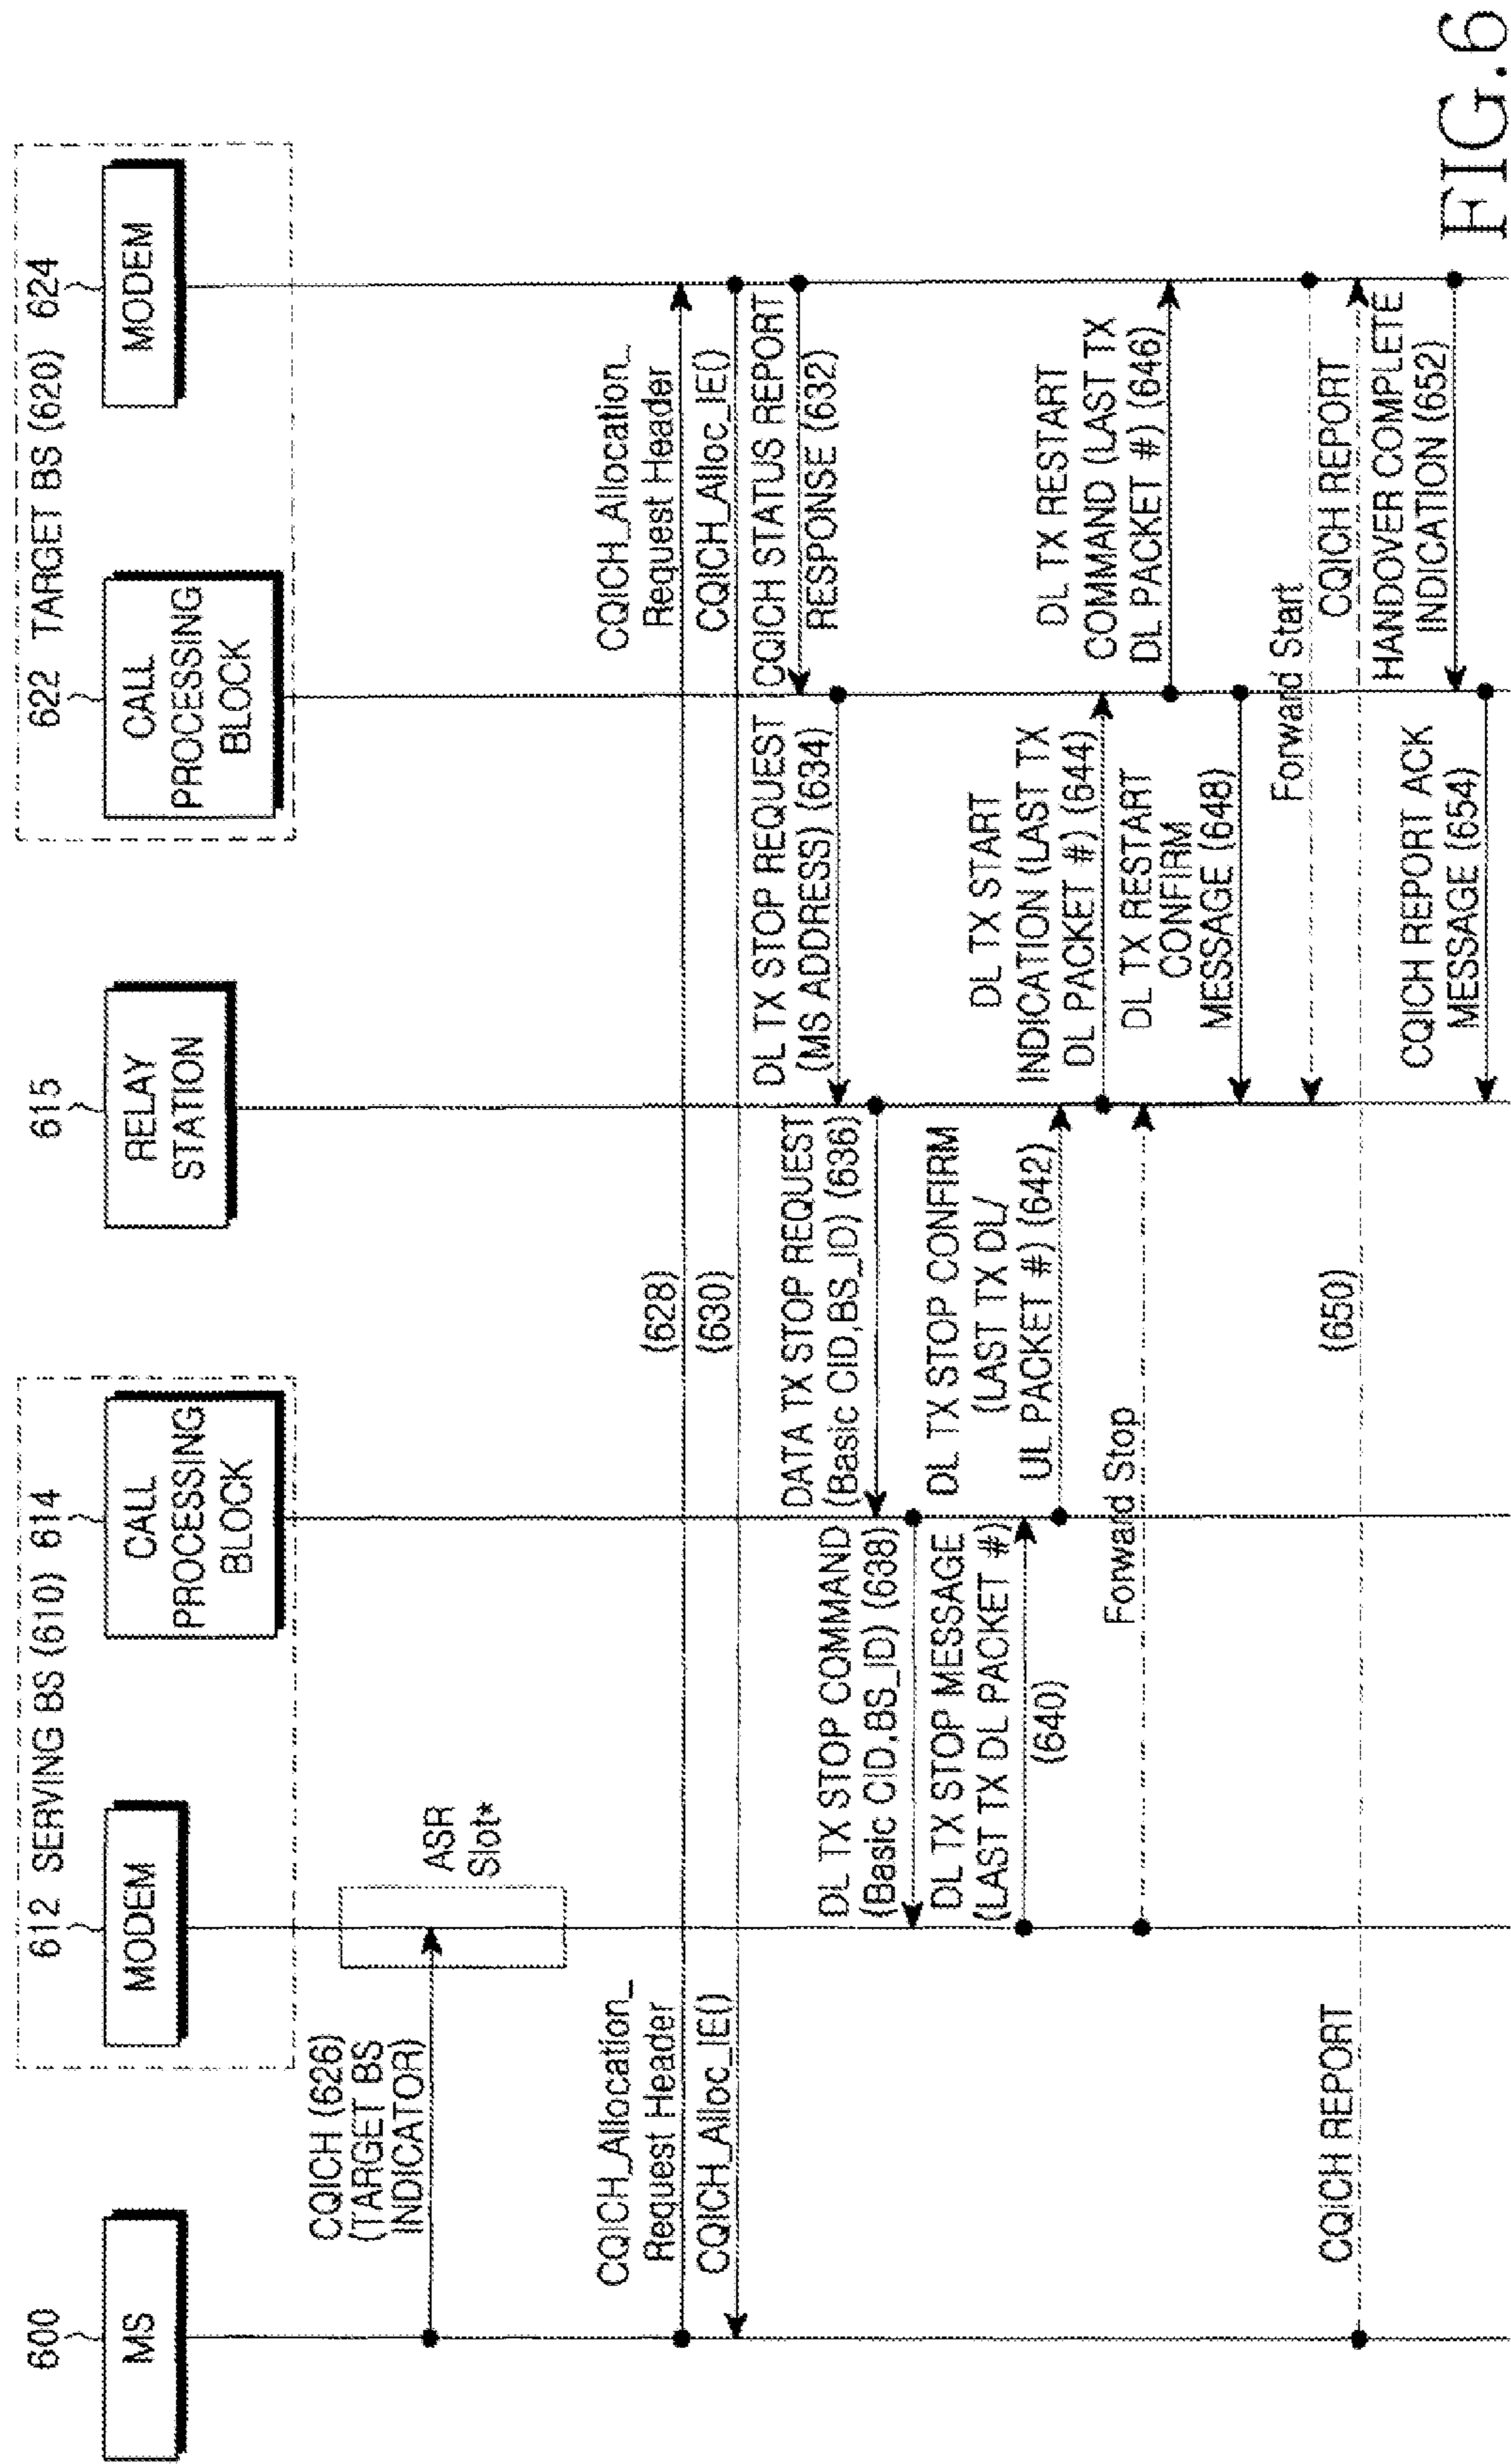 600
612 SERVING BS (610) 614
615
622 TARGET BS (620) 624
MS
MODEM
CALL
PROCESSING
BLOCK
RELAY
STATION
CALL
PROCESSING
BLOCK
MODEM
CQICH (626)
(TARGET BS
INDICATOR)
ASR
Slot*
CQICH_Allocation_
Request Header
(628)
CQICH_Allocation_
Request Header
CQICH_Alloc_IE()
(630)
CQICH_Alloc_IE()
CQICH STATUS REPORT
RESPONSE (632)
DL TX STOP REQUEST
(MS ADDRESS) (634)
DATA TX STOP REQUEST
(Basic CID,BS_ID) (636)
DL TX STOP COMMAND
(Basic CID,BS_ID) (638)
DL TX STOP MESSAGE
(LAST TX DL PACKET #)
(640)
DL TX STOP CONFIRM
(LAST TX DL/
UL PACKET #) (642)
DL TX START
INDICATION (LAST TX
DL PACKET #) (644)
DL TX RESTART
COMMAND (LAST TX
DL PACKET #) (646)
Forward Stop
DL TX RESTART
CONFIRM
MESSAGE (648)
Forward Start
CQICH REPORT
(650)
CQICH REPORT
HANDOVER COMPLETE
INDICATION (652)
CQICH REPORT ACK
MESSAGE (654)
FIG.6